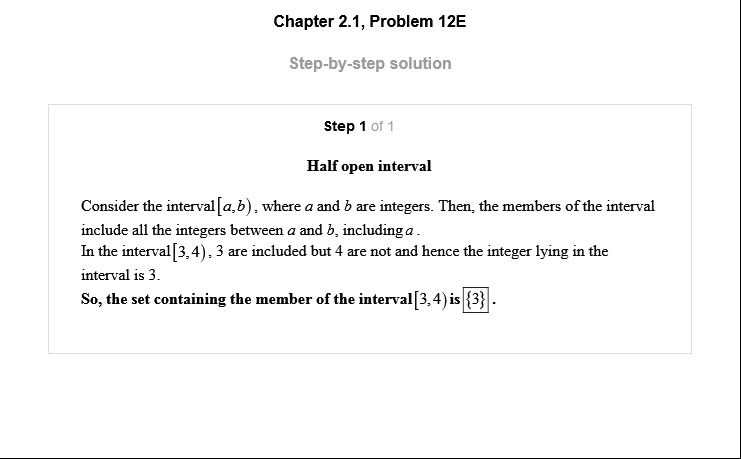 Chapter 2.1, Problem 12E
Step-by-step solution
Step 1 of 1
Half open interval
Consider the interval [a,b), where a and b are integers. Then, the members of the interval
include all the integers between a and b, including a .
In the interval [3,4), 3 are included but 4 are not and hence the integer lying in the
interval is 3.
So, the set containing the member of the interval [3,4) is {3} .